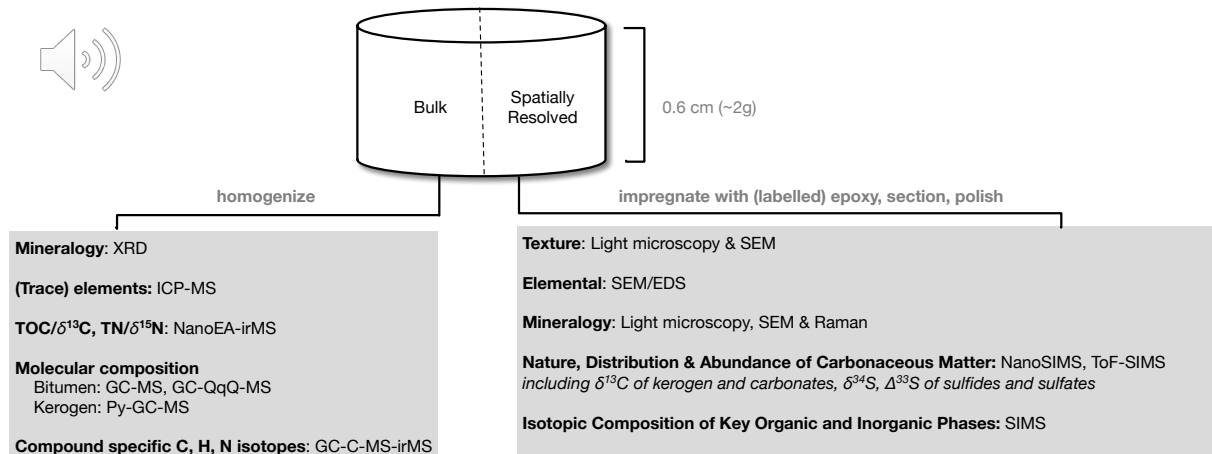 Bulk
Spatially
Resolved
0.6 cm (~2g)
homogenize
impregnate with (labelled) epoxy, section, polish
Mineralogy: XRD
(Trace) elements: ICP-MS
TOC/δ¹³C, TN/δ¹⁵N: NanoEA-irMS
Molecular composition
Bitumen: GC-MS, GC-QqQ-MS
Kerogen: Py-GC-MS
Compound specific C, H, N isotopes: GC-C-MS-irMS
Texture: Light microscopy & SEM
Elemental: SEM/EDS
Mineralogy: Light microscopy, SEM & Raman
Nature, Distribution & Abundance of Carbonaceous Matter: NanoSIMS, ToF-SIMS
including δ¹³C of kerogen and carbonates, δ³⁴S, Δ³³S of sulfides and sulfates
Isotopic Composition of Key Organic and Inorganic Phases: SIMS